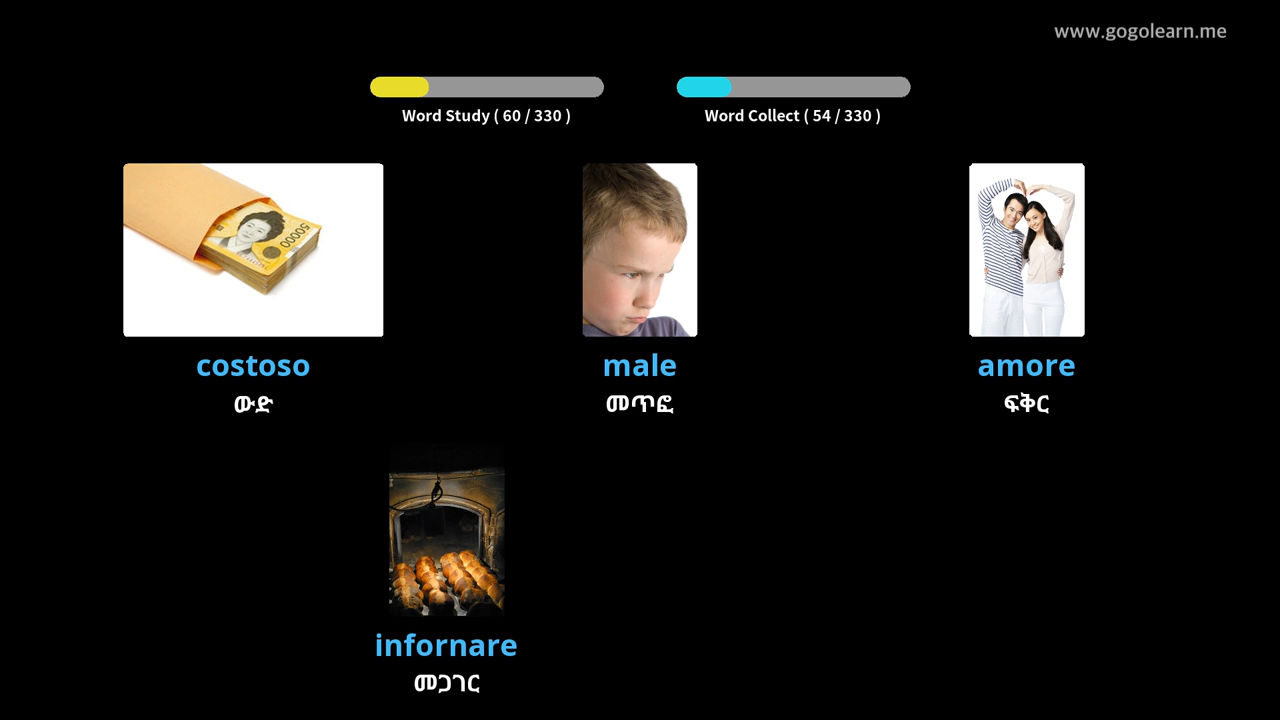 www.gogolearn.me
Word Study ( 60 / 330 )
Word Collect ( 54 / 330 )
50000
costoso
ውድ
male
መጥፎ
amore
ፍቅር
infornare
መጋገር